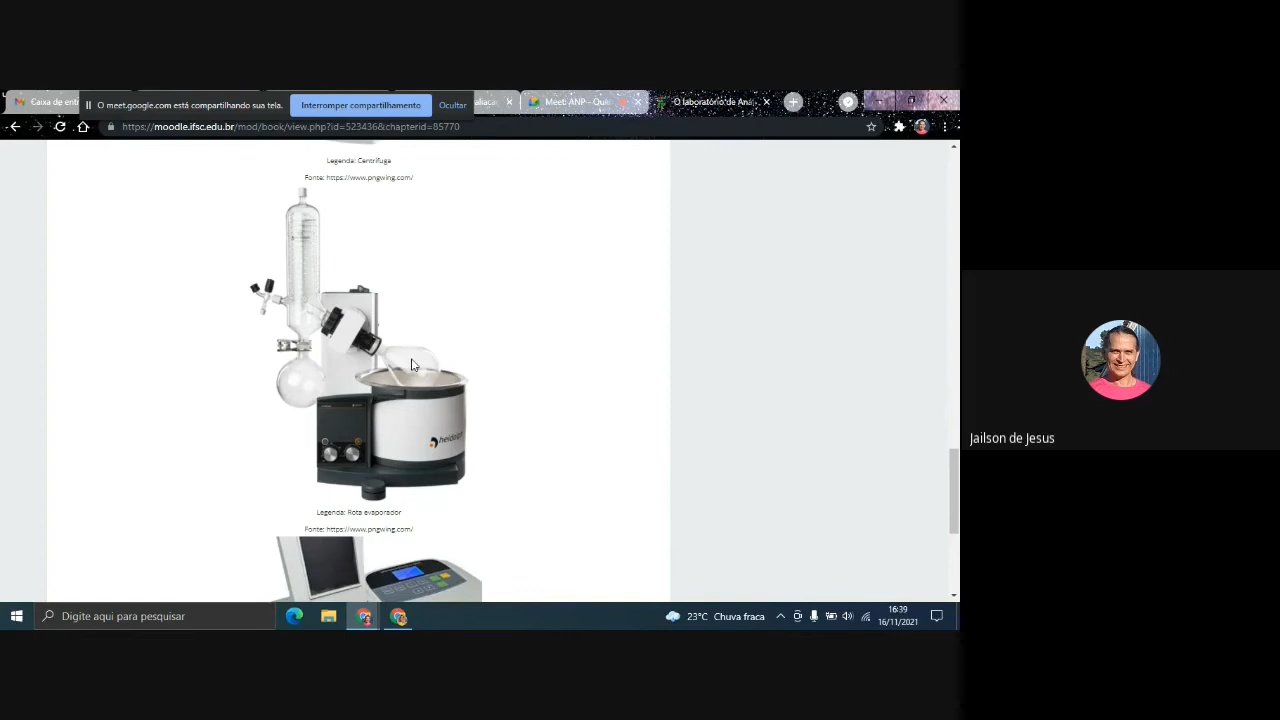 Caixa de ent
O meet.google.com está compartilhando sua tela.
Interromper compartilhamento
Ocultar
Meet: ANP - Quí
O laboratório de Aná
https://moodle.ifsc.edu.br/mod/book/view.php?id=523436&chapterid=85770
Legenda: Centrífuga
Fonte: https://www.pngwing.com/
Legenda: Rota evaporador
Fonte: https://www.pngwing.com/
Jailson de Jesus
Digite aqui para pesquisar
23°C Chuva fraca
16:39
16/11/2021